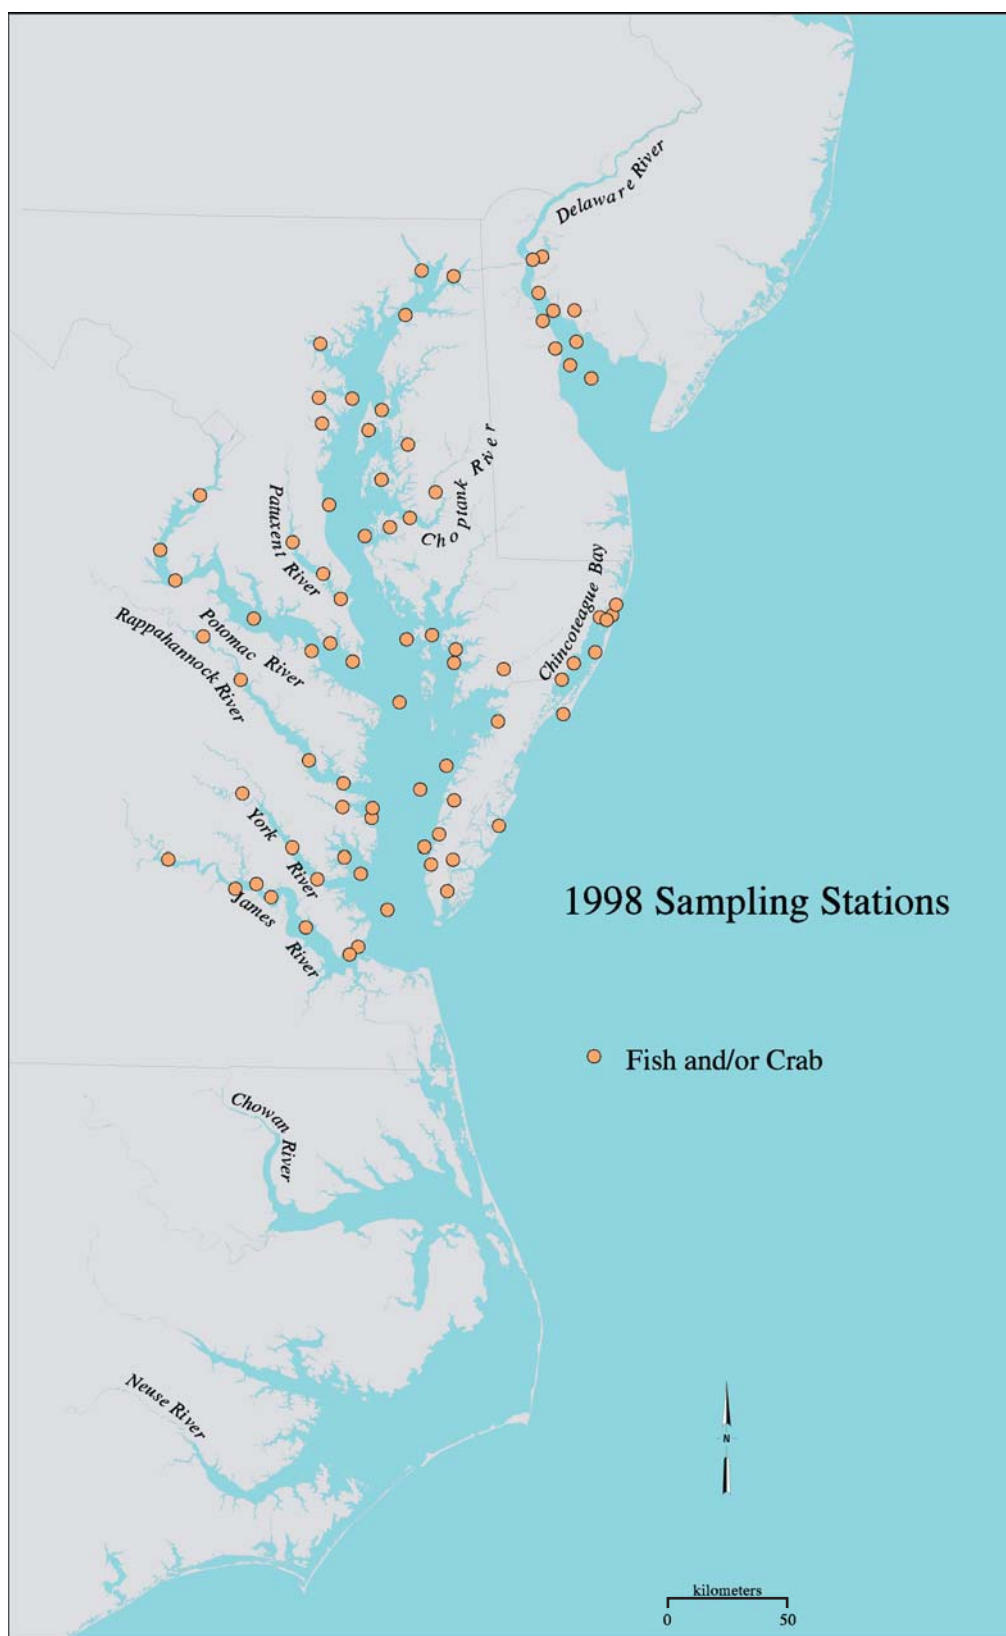 Delaware River
Choptank River
Patuxent River
Chincoteague Bay
Potomac River
Rappahannock River
York River
James River
1998 Sampling Stations
Fish and/or Crab
Chowan River
Neuse River
N
kilometers
0 50